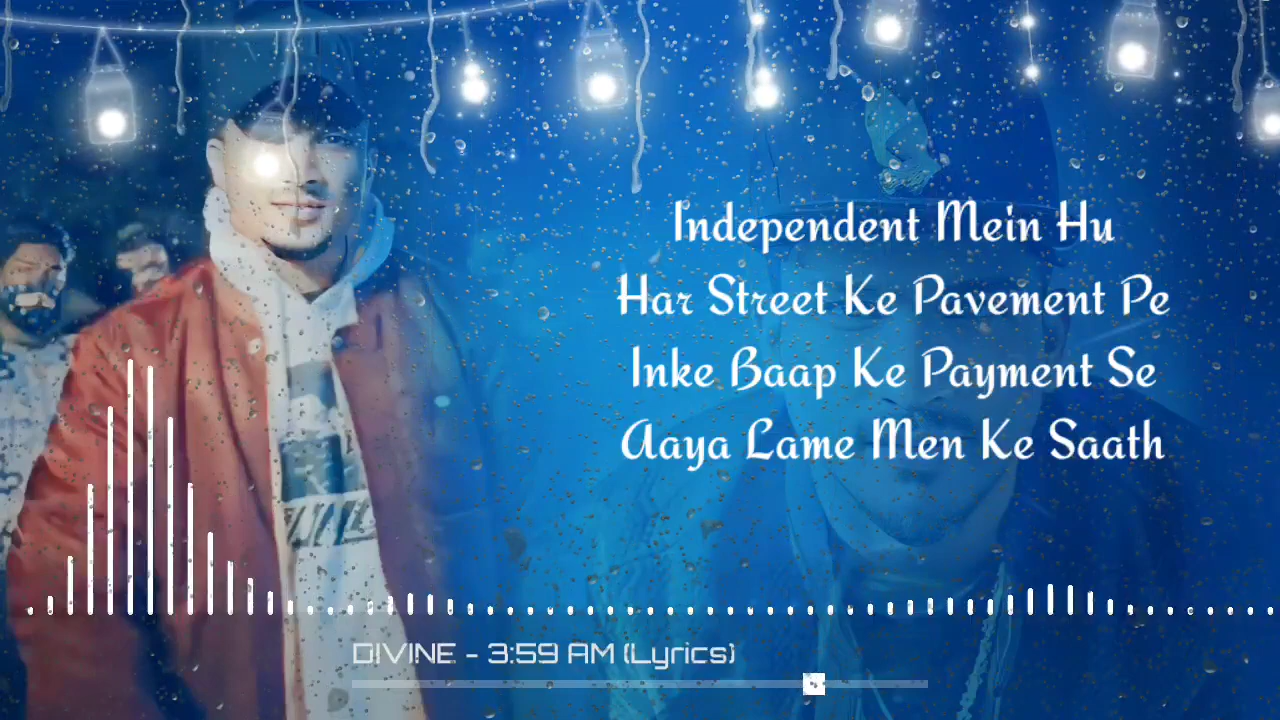 Independent Mein Hu
Har Street Ke Pavement Pe
Inke Baap Ke Payment Se
Aaya Lame Men Ke Saath
DIVINE - 3:59 AM (Lyrics)